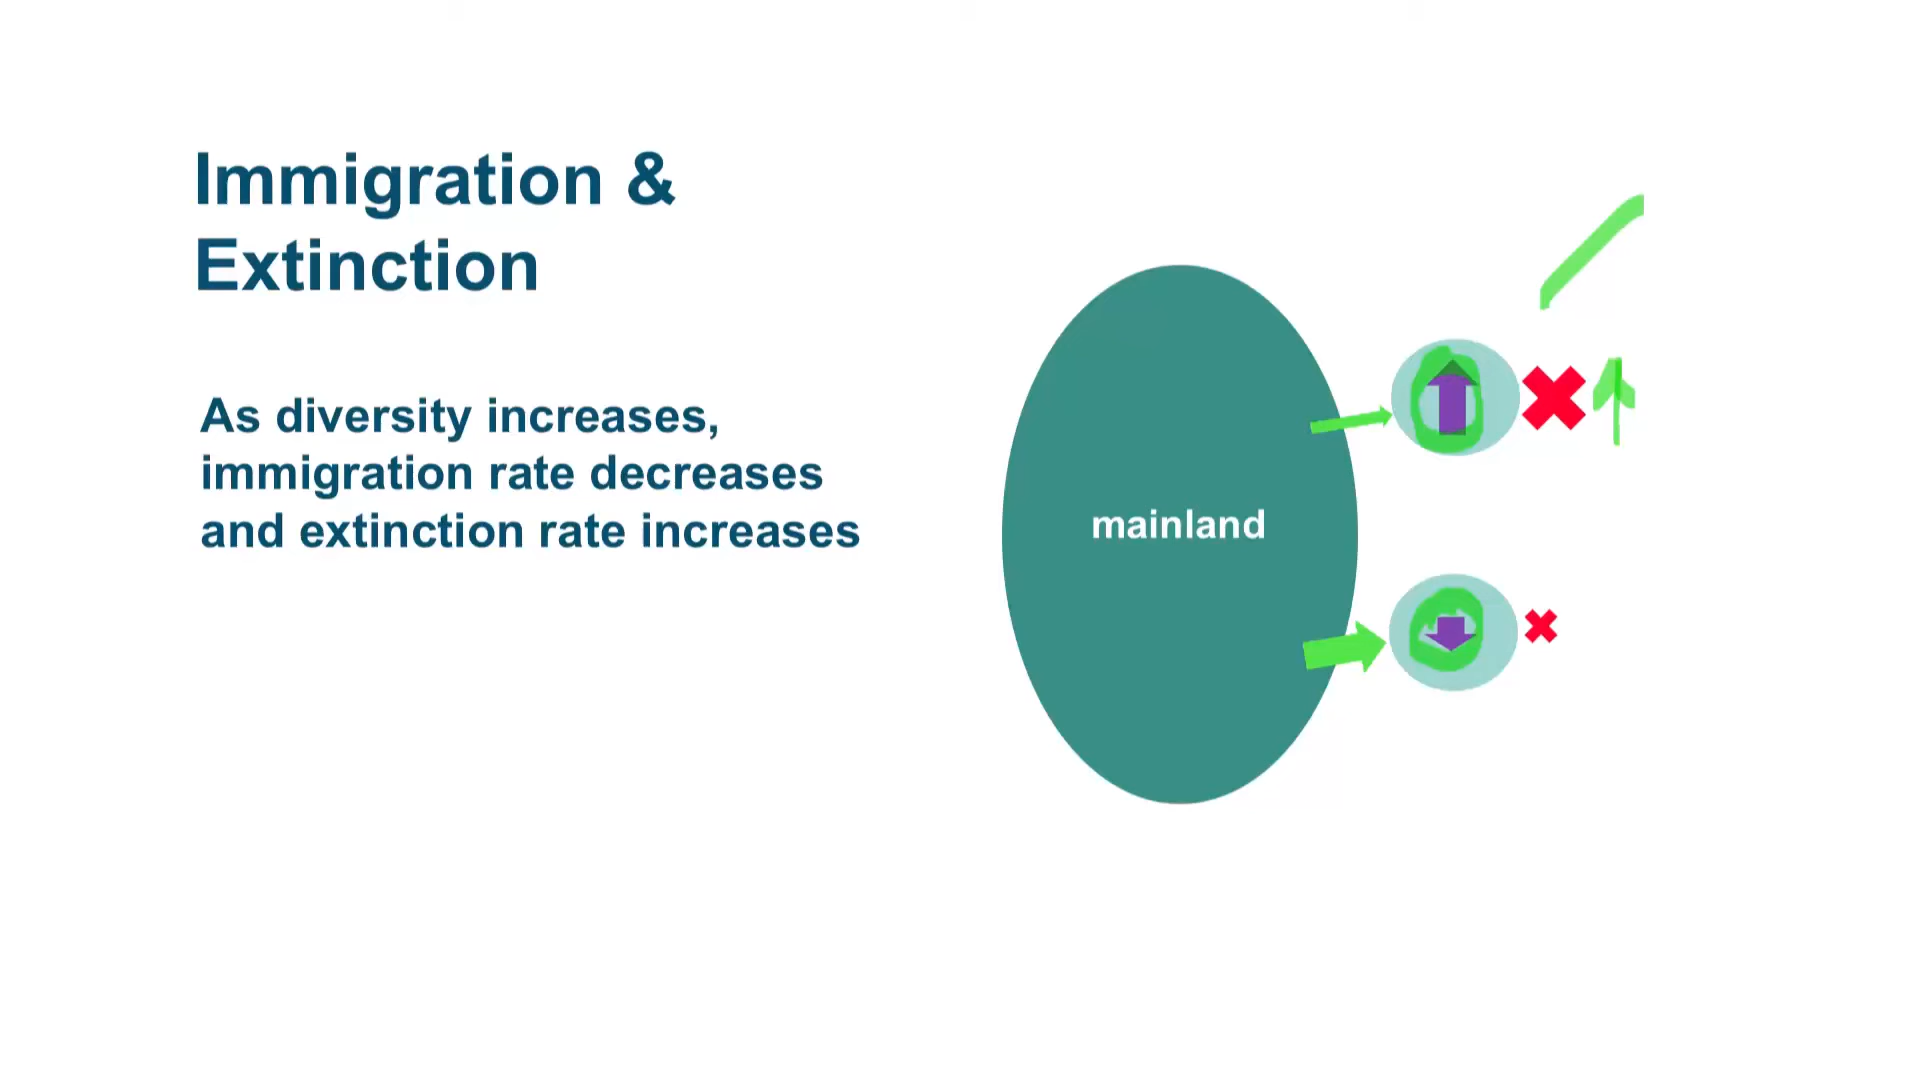 Immigration &
Extinction
As diversity increases,
immigration rate decreases
and extinction rate increases
mainland